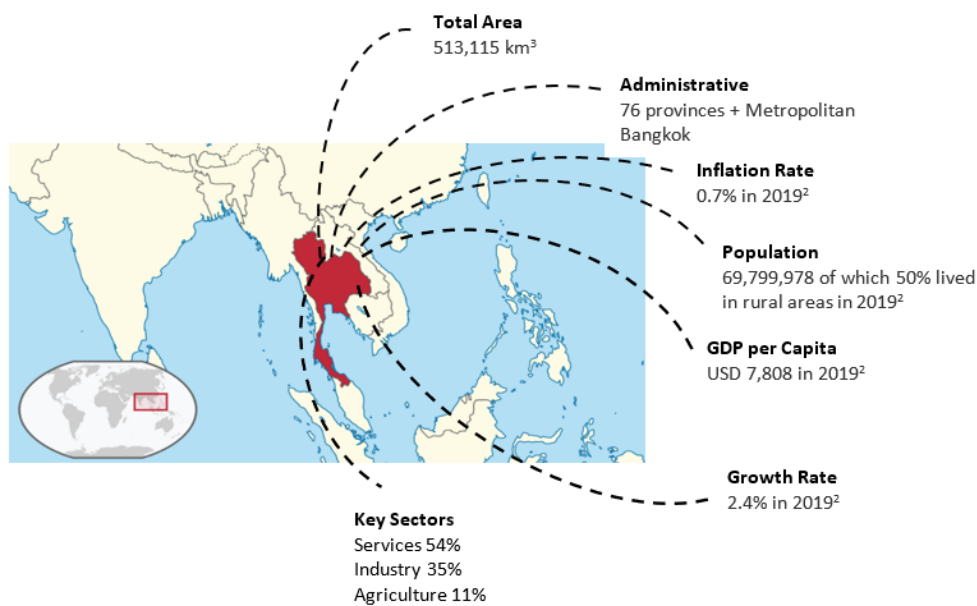 Total Area
513,115 km³
Administrative
76 provinces + Metropolitan
Bangkok
Inflation Rate
0.7% in 2019²
Population
69,799,978 of which 50% lived
in rural areas in 2019²
GDP per Capita
USD 7,808 in 2019²
Growth Rate
2.4% in 2019²
Key Sectors
Services 54%
Industry 35%
Agriculture 11%